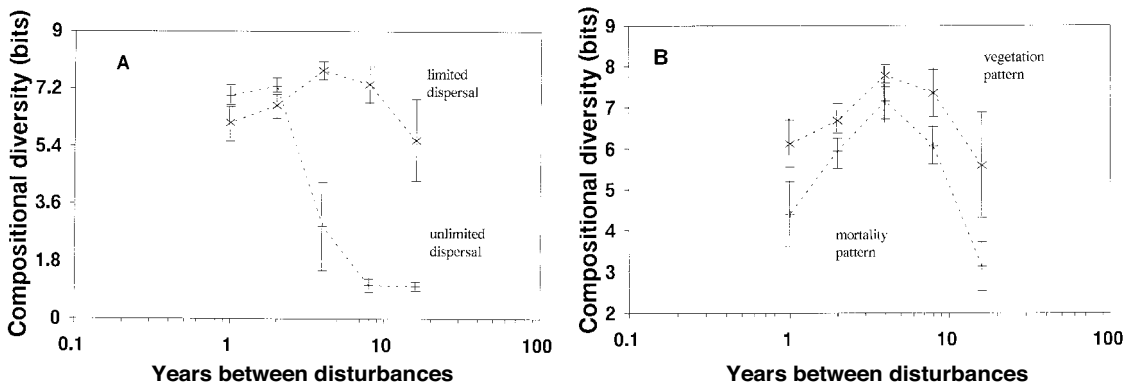 Compositional diversity (bits)
9
7.2
5.4
3.6
1.8
0
A
limited
dispersal
unlimited
dispersal
0.1
1
10
100
Years between disturbances
Compositional diversity (bits)
9
8
7
6
5
4
3
2
B
vegetation
pattern
mortality
pattern
0.1
1
10
100
Years between disturbances